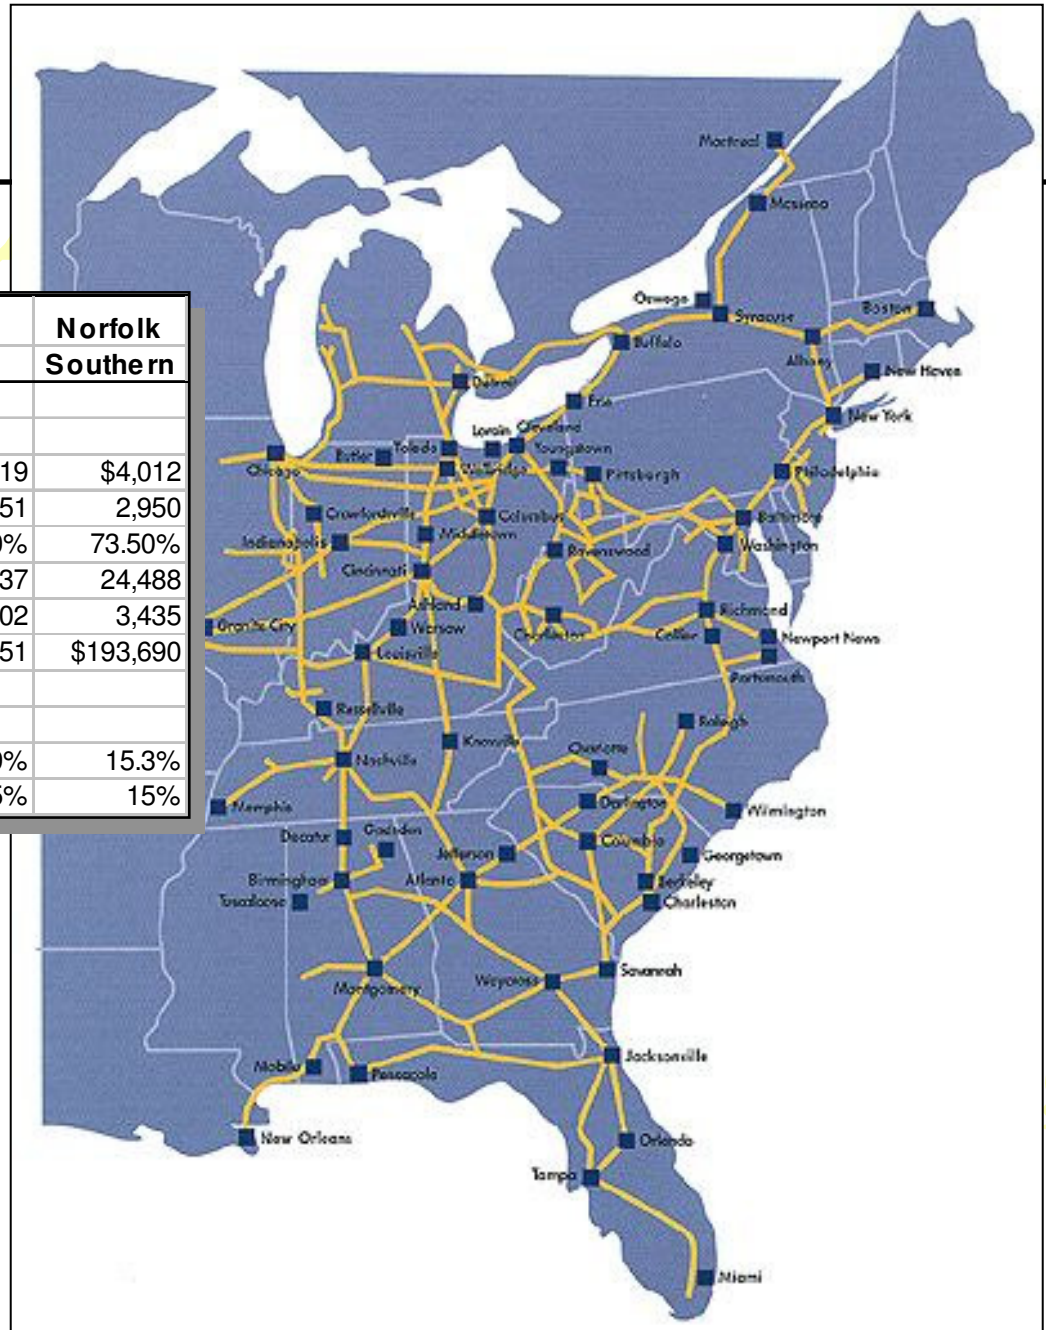 Norfolk
Southern
19 $4,012
51 2,950
% 73.50%
37 24,488
02 3,435
51 $193,690
% 15.3%
% 15%
Montreal
Massena
Oswego
Syracuse
Boston
Buffalo
Albany
New Haven
Detroit
Erie
New York
Lorain Cleveland
Butler Toledo Youngstown
Chicago Walbridge Pittsburgh Philadelphia
Crawfordsville Columbus Baltimore
Indianapolis Middletown Ravenswood Washington
Cincinnati
Ashland Richmond
Granite City Warsaw Charleston Collier Newport News
Louisville
Portsmouth
Russellville Raleigh
Nashville Knoxville Charlotte
Memphis Darlington Wilmington
Decatur Gadsden Jefferson Columbia Georgetown
Birmingham Atlanta Berkeley
Tuscaloosa Charleston
Montgomery Waycross Savannah
Mobile Pensacola Jacksonville
New Orleans Orlando
Tampa
Miami